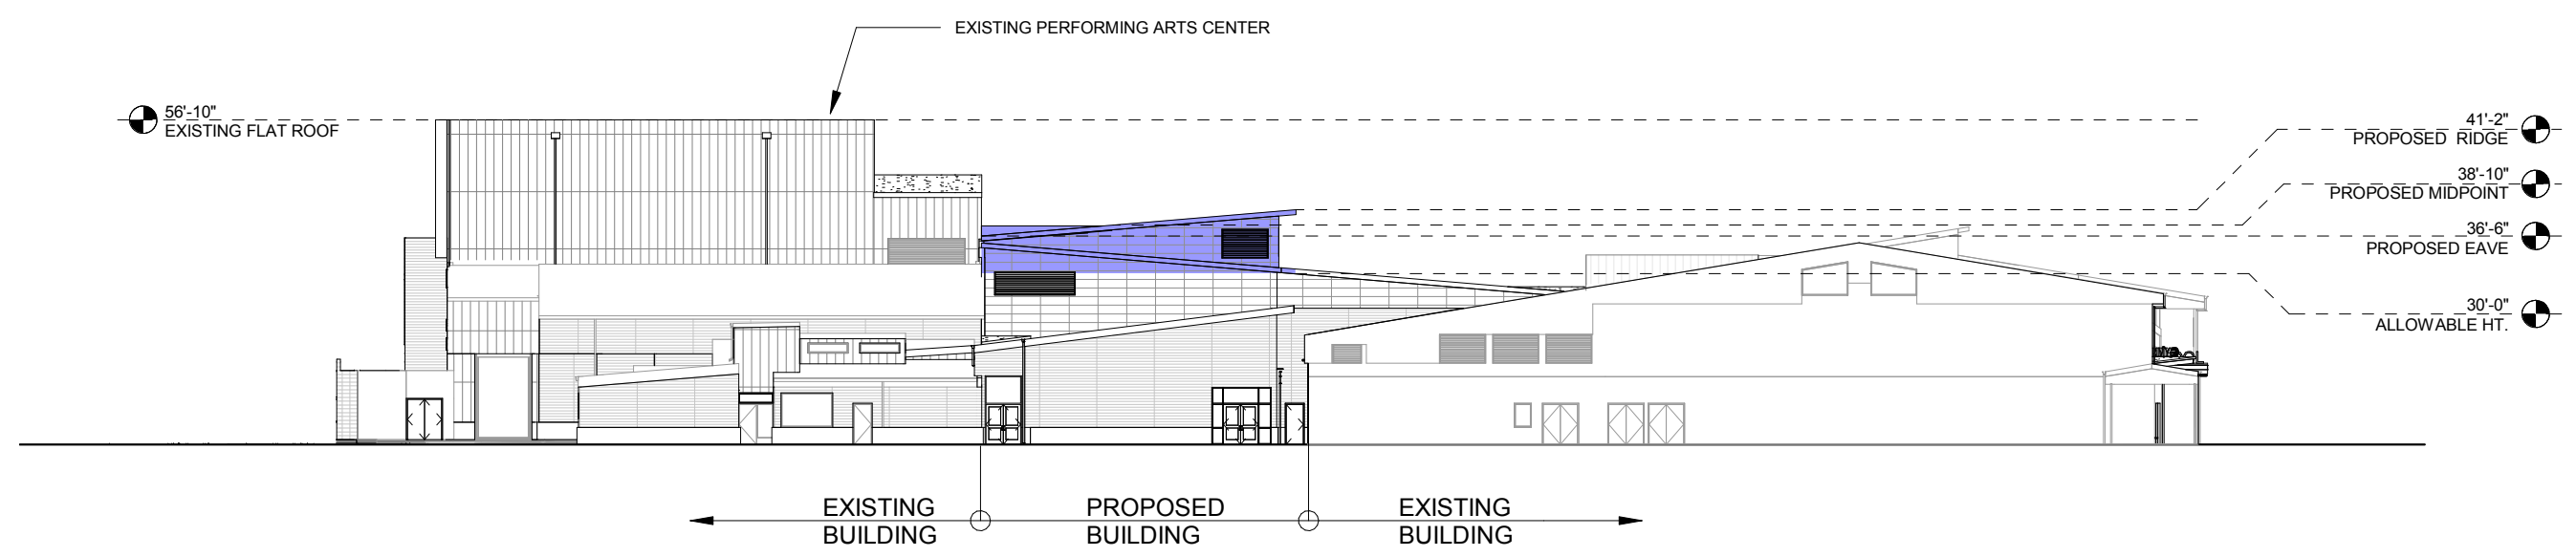 EXISTING PERFORMING ARTS CENTER
56'-10"
EXISTING FLAT ROOF
41'-2"
PROPOSED RIDGE
38'-10"
PROPOSED MIDPOINT
36'-6"
PROPOSED EAVE
30'-0"
ALLOWABLE HT.
EXISTING
BUILDING
PROPOSED
BUILDING
EXISTING
BUILDING